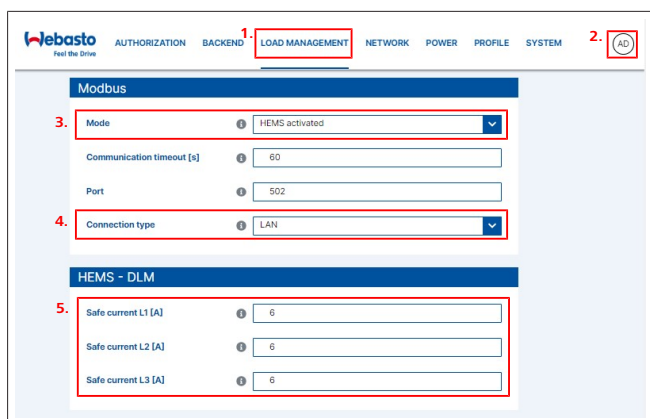 webasto
Feel the Drive
AUTHORIZATION BACKEND 1. LOAD MANAGEMENT NETWORK POWER PROFILE SYSTEM 2. AD
Modbus
3. Mode HEMS activated
Communication timeout [s] 60
Port 502
4. Connection type LAN
HEMS - DLM
5. Safe current L1 [A] 6
Safe current L2 [A] 6
Safe current L3 [A] 6